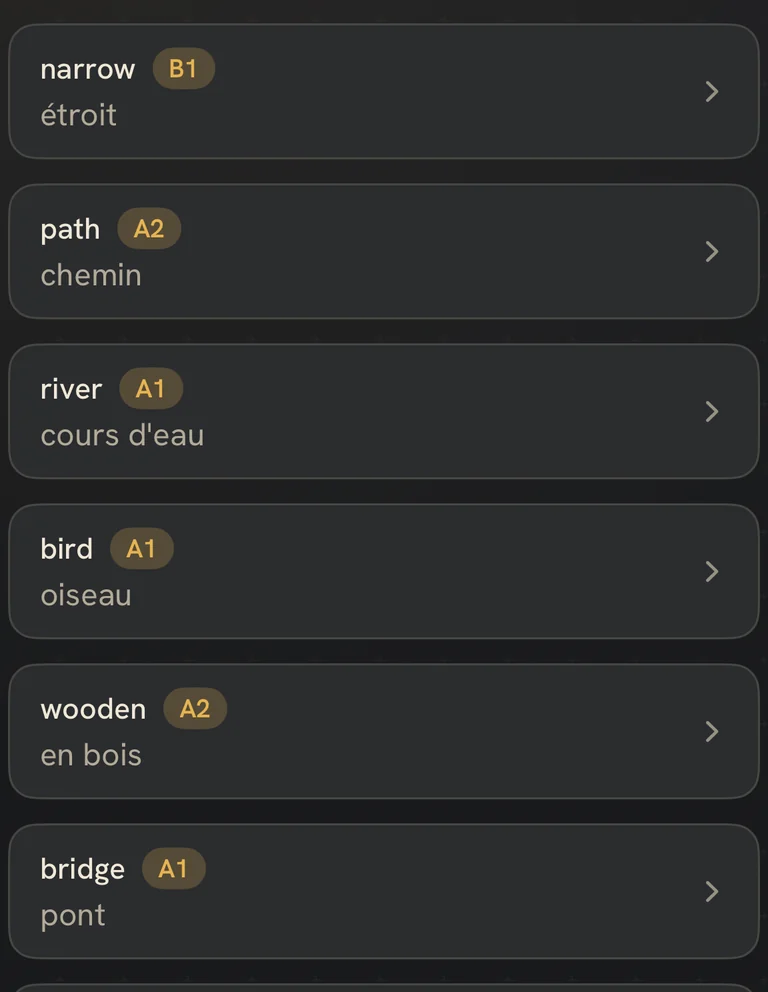 narrow B1
étroit
path A2
chemin
river A1
cours d'eau
bird A1
oiseau
wooden A2
en bois
bridge A1
pont